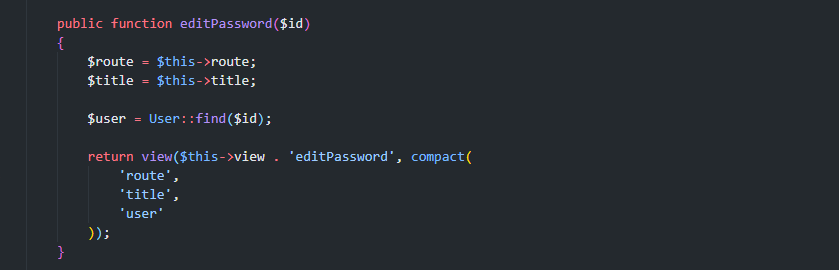 public function editPassword($id)
{
$route = $this->route;
$title = $this->title;
$user = User::find($id);
return view($this->view . 'editPassword', compact(
'route',
'title',
'user'
));
}